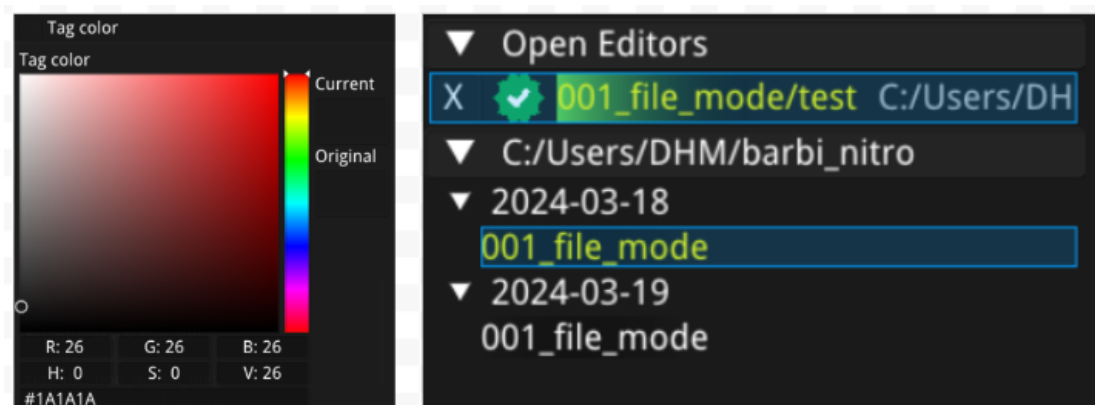 Tag color
Tag color
Current
Original
R: 26 G: 26 B: 26
H: 0 S: 0 V: 26
#1A1A1A
Open Editors
X 001_file_mode/test C:/Users/DH
C:/Users/DHM/barbi_nitro
2024-03-18
001_file_mode
2024-03-19
001_file_mode